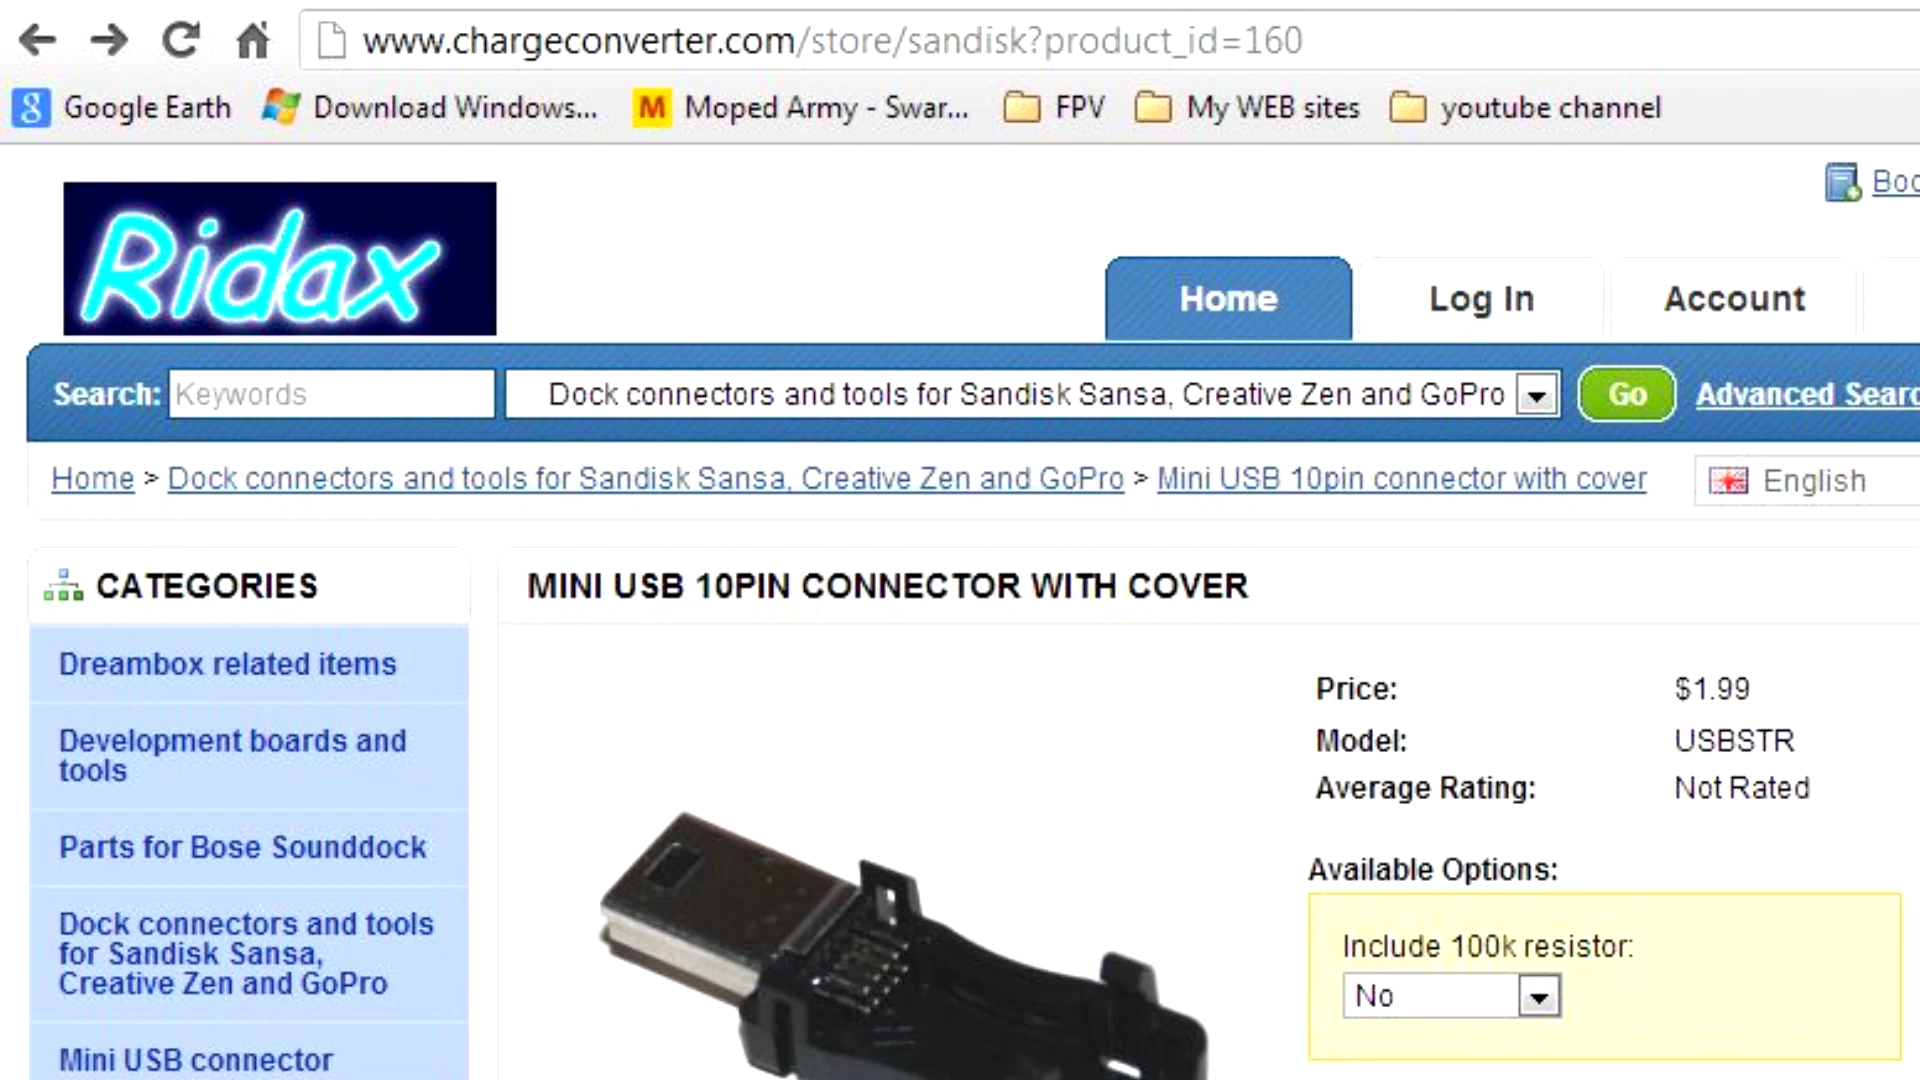 www.chargeconverter.com/store/sandisk?product_id=160
Google Earth Download Windows... Moped Army - Swar... FPV My WEB sites youtube channel
Ridax
Home Log In Account
Search: Keywords Dock connectors and tools for Sandisk Sansa, Creative Zen and GoPro Go Advanced
Home > Dock connectors and tools for Sandisk Sansa, Creative Zen and GoPro > Mini USB 10pin connector with cover English
CATEGORIES
MINI USB 10PIN CONNECTOR WITH COVER
Dreambox related items
Development boards and
tools
Parts for Bose Sounddock
Dock connectors and tools
for Sandisk Sansa,
Creative Zen and GoPro
Mini USB connector
Price: $1.99
Model: USBSTR
Average Rating: Not Rated
Available Options:
Include 100k resistor:
No